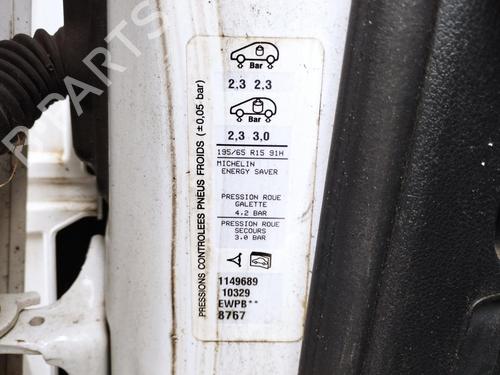 PRESSIONS CONTROLEES PNEUS FROIDS (±0,05 bar)
Bar
2,3 2,3
Bar
2,3 3,0
195/65 R15 91H
MICHELIN
ENERGY SAVER
PRESSION ROUE
GALETTE
4.2 BAR
PRESSION ROUE
SECOURS
3.0 BAR
1149689
10329
EWPB**
8767
B-PARTS